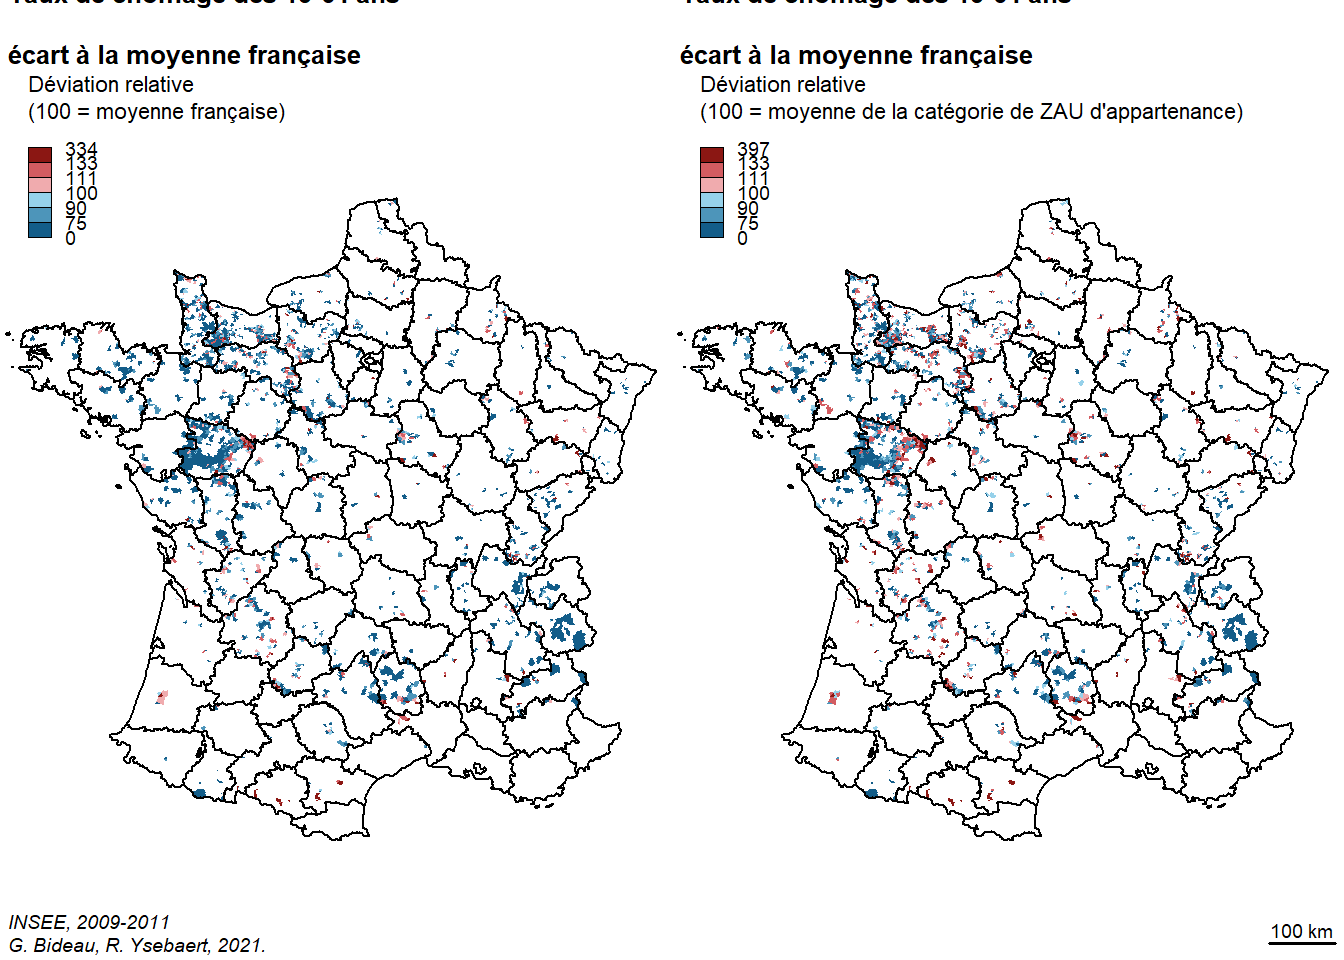 écart à la moyenne française
Déviation relative
(100 = moyenne française)
334
133
111
100
90
75
0
écart à la moyenne française
Déviation relative
(100 = moyenne de la catégorie de ZAU d'appartenance)
397
133
111
100
90
75
0
INSEE, 2009-2011
G. Bideau, R. Ysebaert, 2021.
100 km